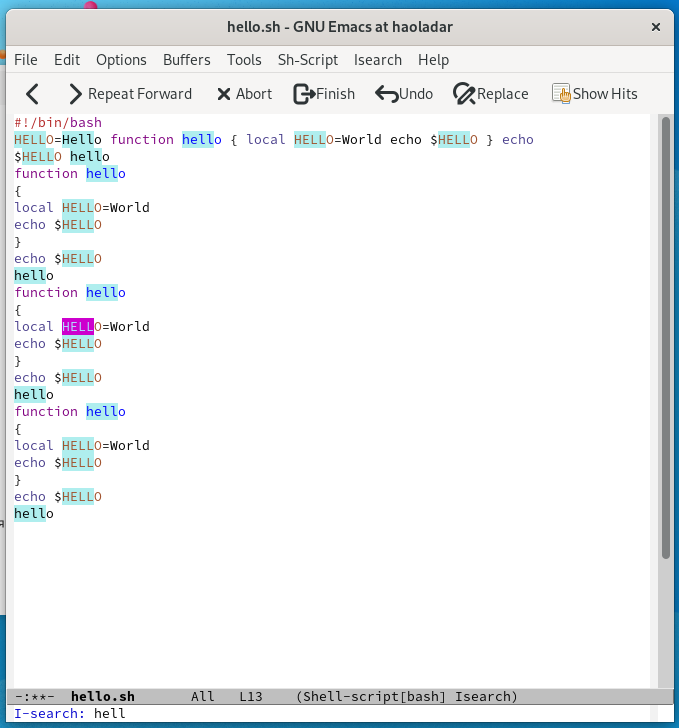 hello.sh - GNU Emacs at haoladar
File Edit Options Buffers Tools Sh-Script Isearch Help
Repeat Forward Abort Finish Undo Replace Show Hits
#!/bin/bash
HELLO=Hello function hello { local HELLO=World echo $HELLO } echo
$HELLO hello
function hello
{
local HELLO=World
echo $HELLO
}
echo $HELLO
hello
function hello
{
local HELLO=World
echo $HELLO
}
echo $HELLO
hello
function hello
{
local HELLO=World
echo $HELLO
}
echo $HELLO
hello
я
-:**- hello.sh All L13 (Shell-script[bash] Isearch)
I-search: hell